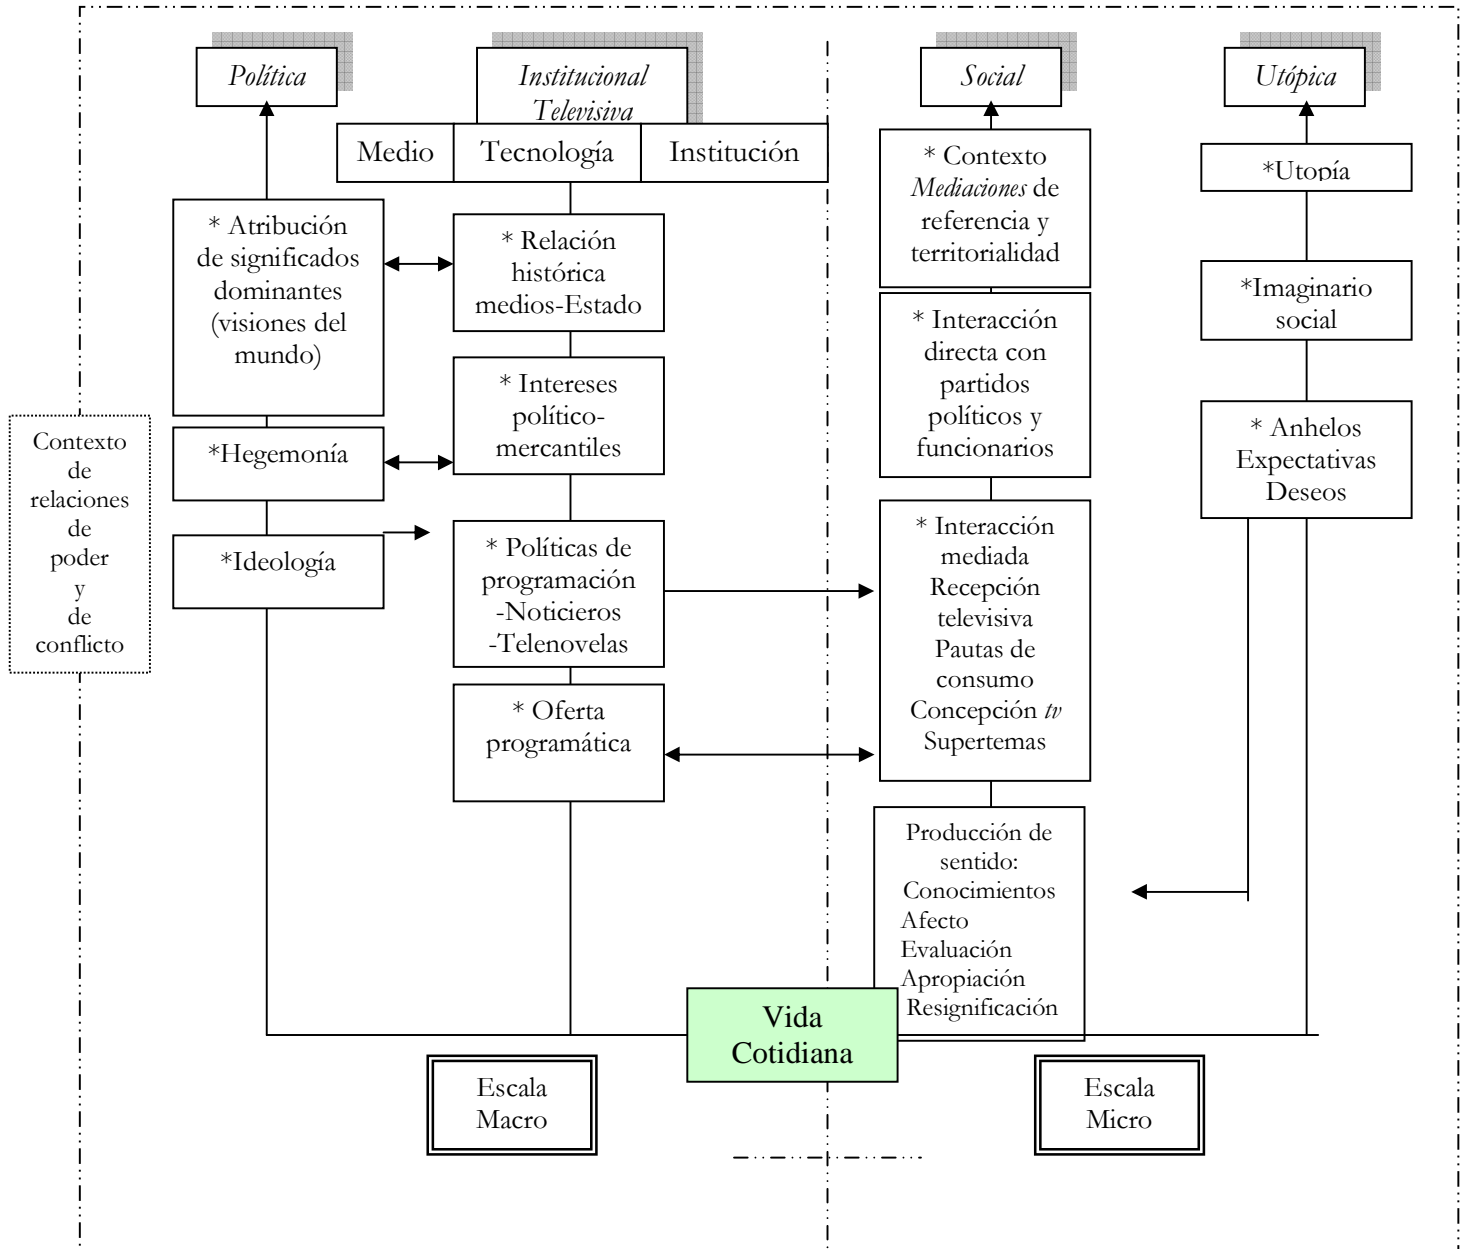 Política
Institucional
Televisiva
Social
Utópica
Medio
Tecnología
Institución
* Atribución
de significados
dominantes
(visiones del
mundo)
*Hegemonía
*Ideología
* Relación
histórica
medios-Estado
* Intereses
político-
mercantiles
* Políticas de
programación
-Noticieros
-Telenovelas
* Oferta
programática
* Contexto
Mediaciones de
referencia y
territorialidad
* Interacción
directa con
partidos
políticos y
funcionarios
* Interacción
mediada
Recepción
televisiva
Pautas de
consumo
Concepción tv
Supertemas
Producción de
sentido:
Conocimientos
Afecto
Evaluación
Apropiación
Resignificación
*Utopía
*Imaginario
social
* Anhelos
Expectativas
Deseos
Contexto
de
relaciones
de
poder
y
de
conflicto
Vida
Cotidiana
Escala
Macro
Escala
Micro